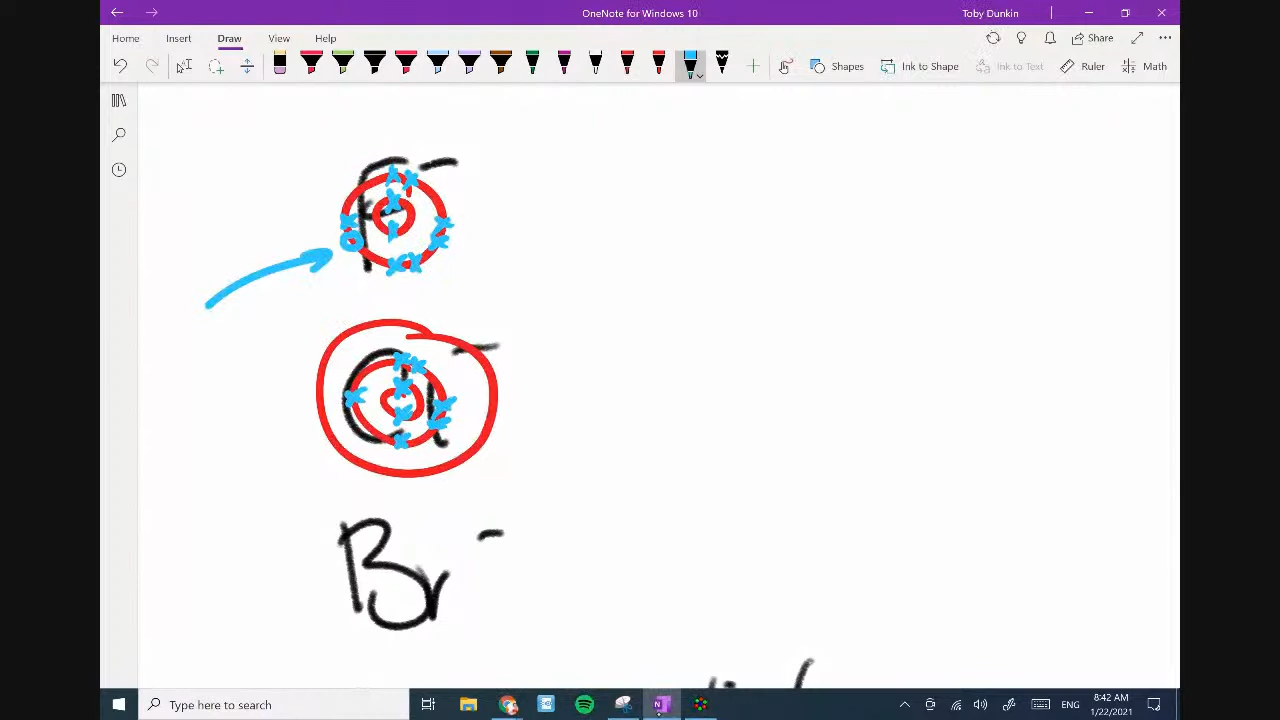 OneNote for Windows 10
Toby Dunkin
Home Insert Draw View Help
Share
Shapes Ink to Shape Ink to Text Ruler Math
F⁻
Cl⁻
Br⁻
Type here to search
ENG
8:42 AM
1/22/2021